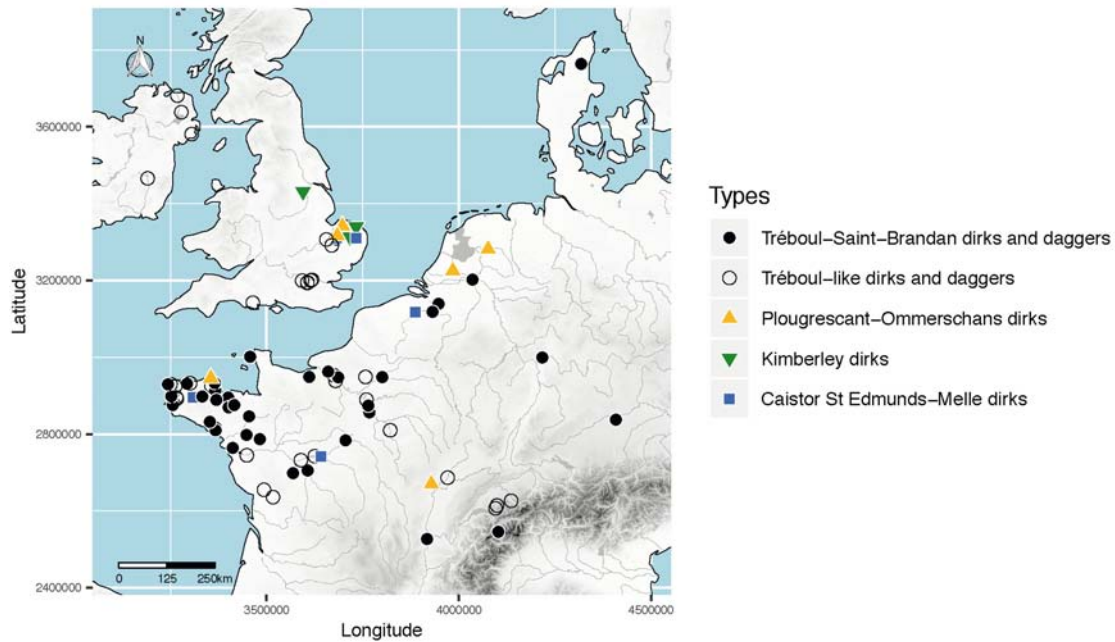 N
3600000
3200000
2800000
2400000
Latitude
0 125 250km
3500000 4000000 4500000
Longitude
Types
Tréboul−Saint−Brandan dirks and daggers
Tréboul−like dirks and daggers
Plougrescant−Ommerschans dirks
Kimberley dirks
Caistor St Edmunds−Melle dirks